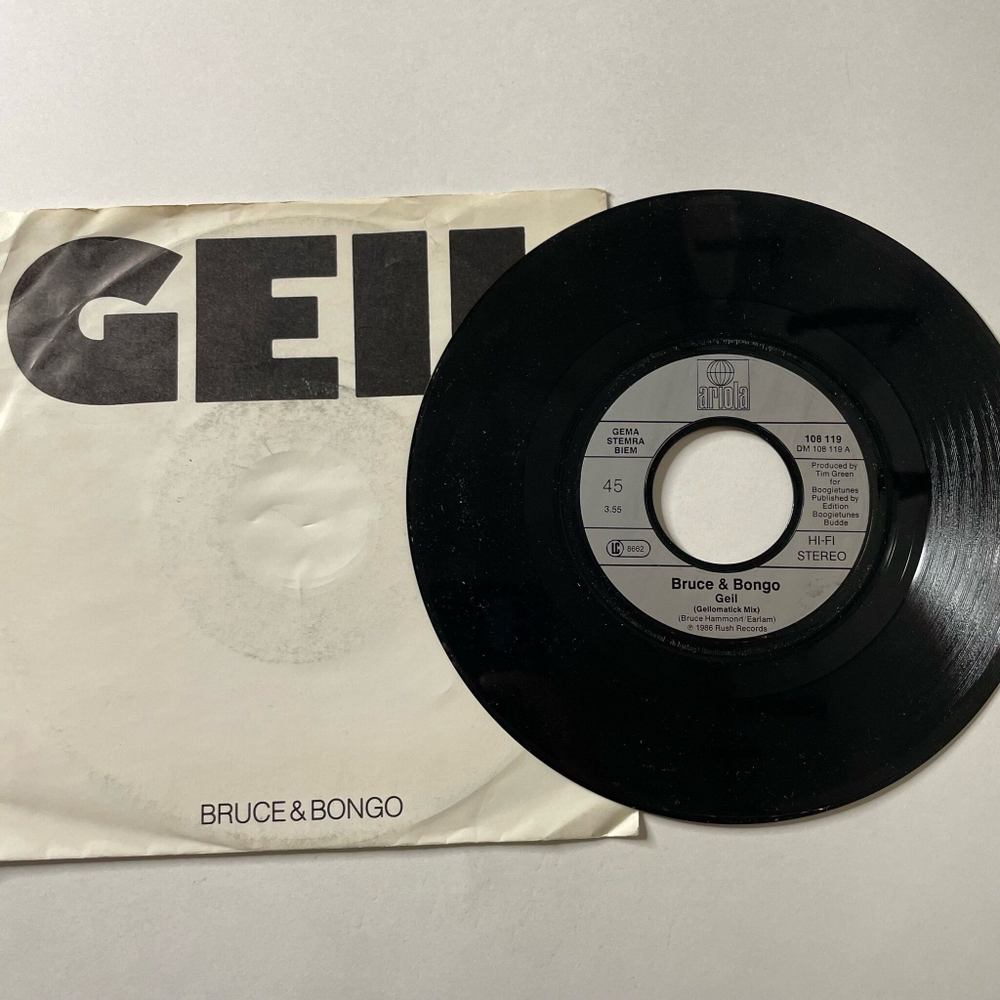 GEIL
BRUCE & BONGO
ariola
GEMA
STEMRA
BIEM
45
3.55
LC 8662
108 119
DM 108 119 A
Produced by
Tim Green
for
Boogietunes
Published by
Edition
Boogietunes
Budde
HI-FI
STEREO
Bruce & Bongo
Geil
(Geilomatick Mix)
(Bruce Hammond/Earlam)
℗ 1986 Rush Records